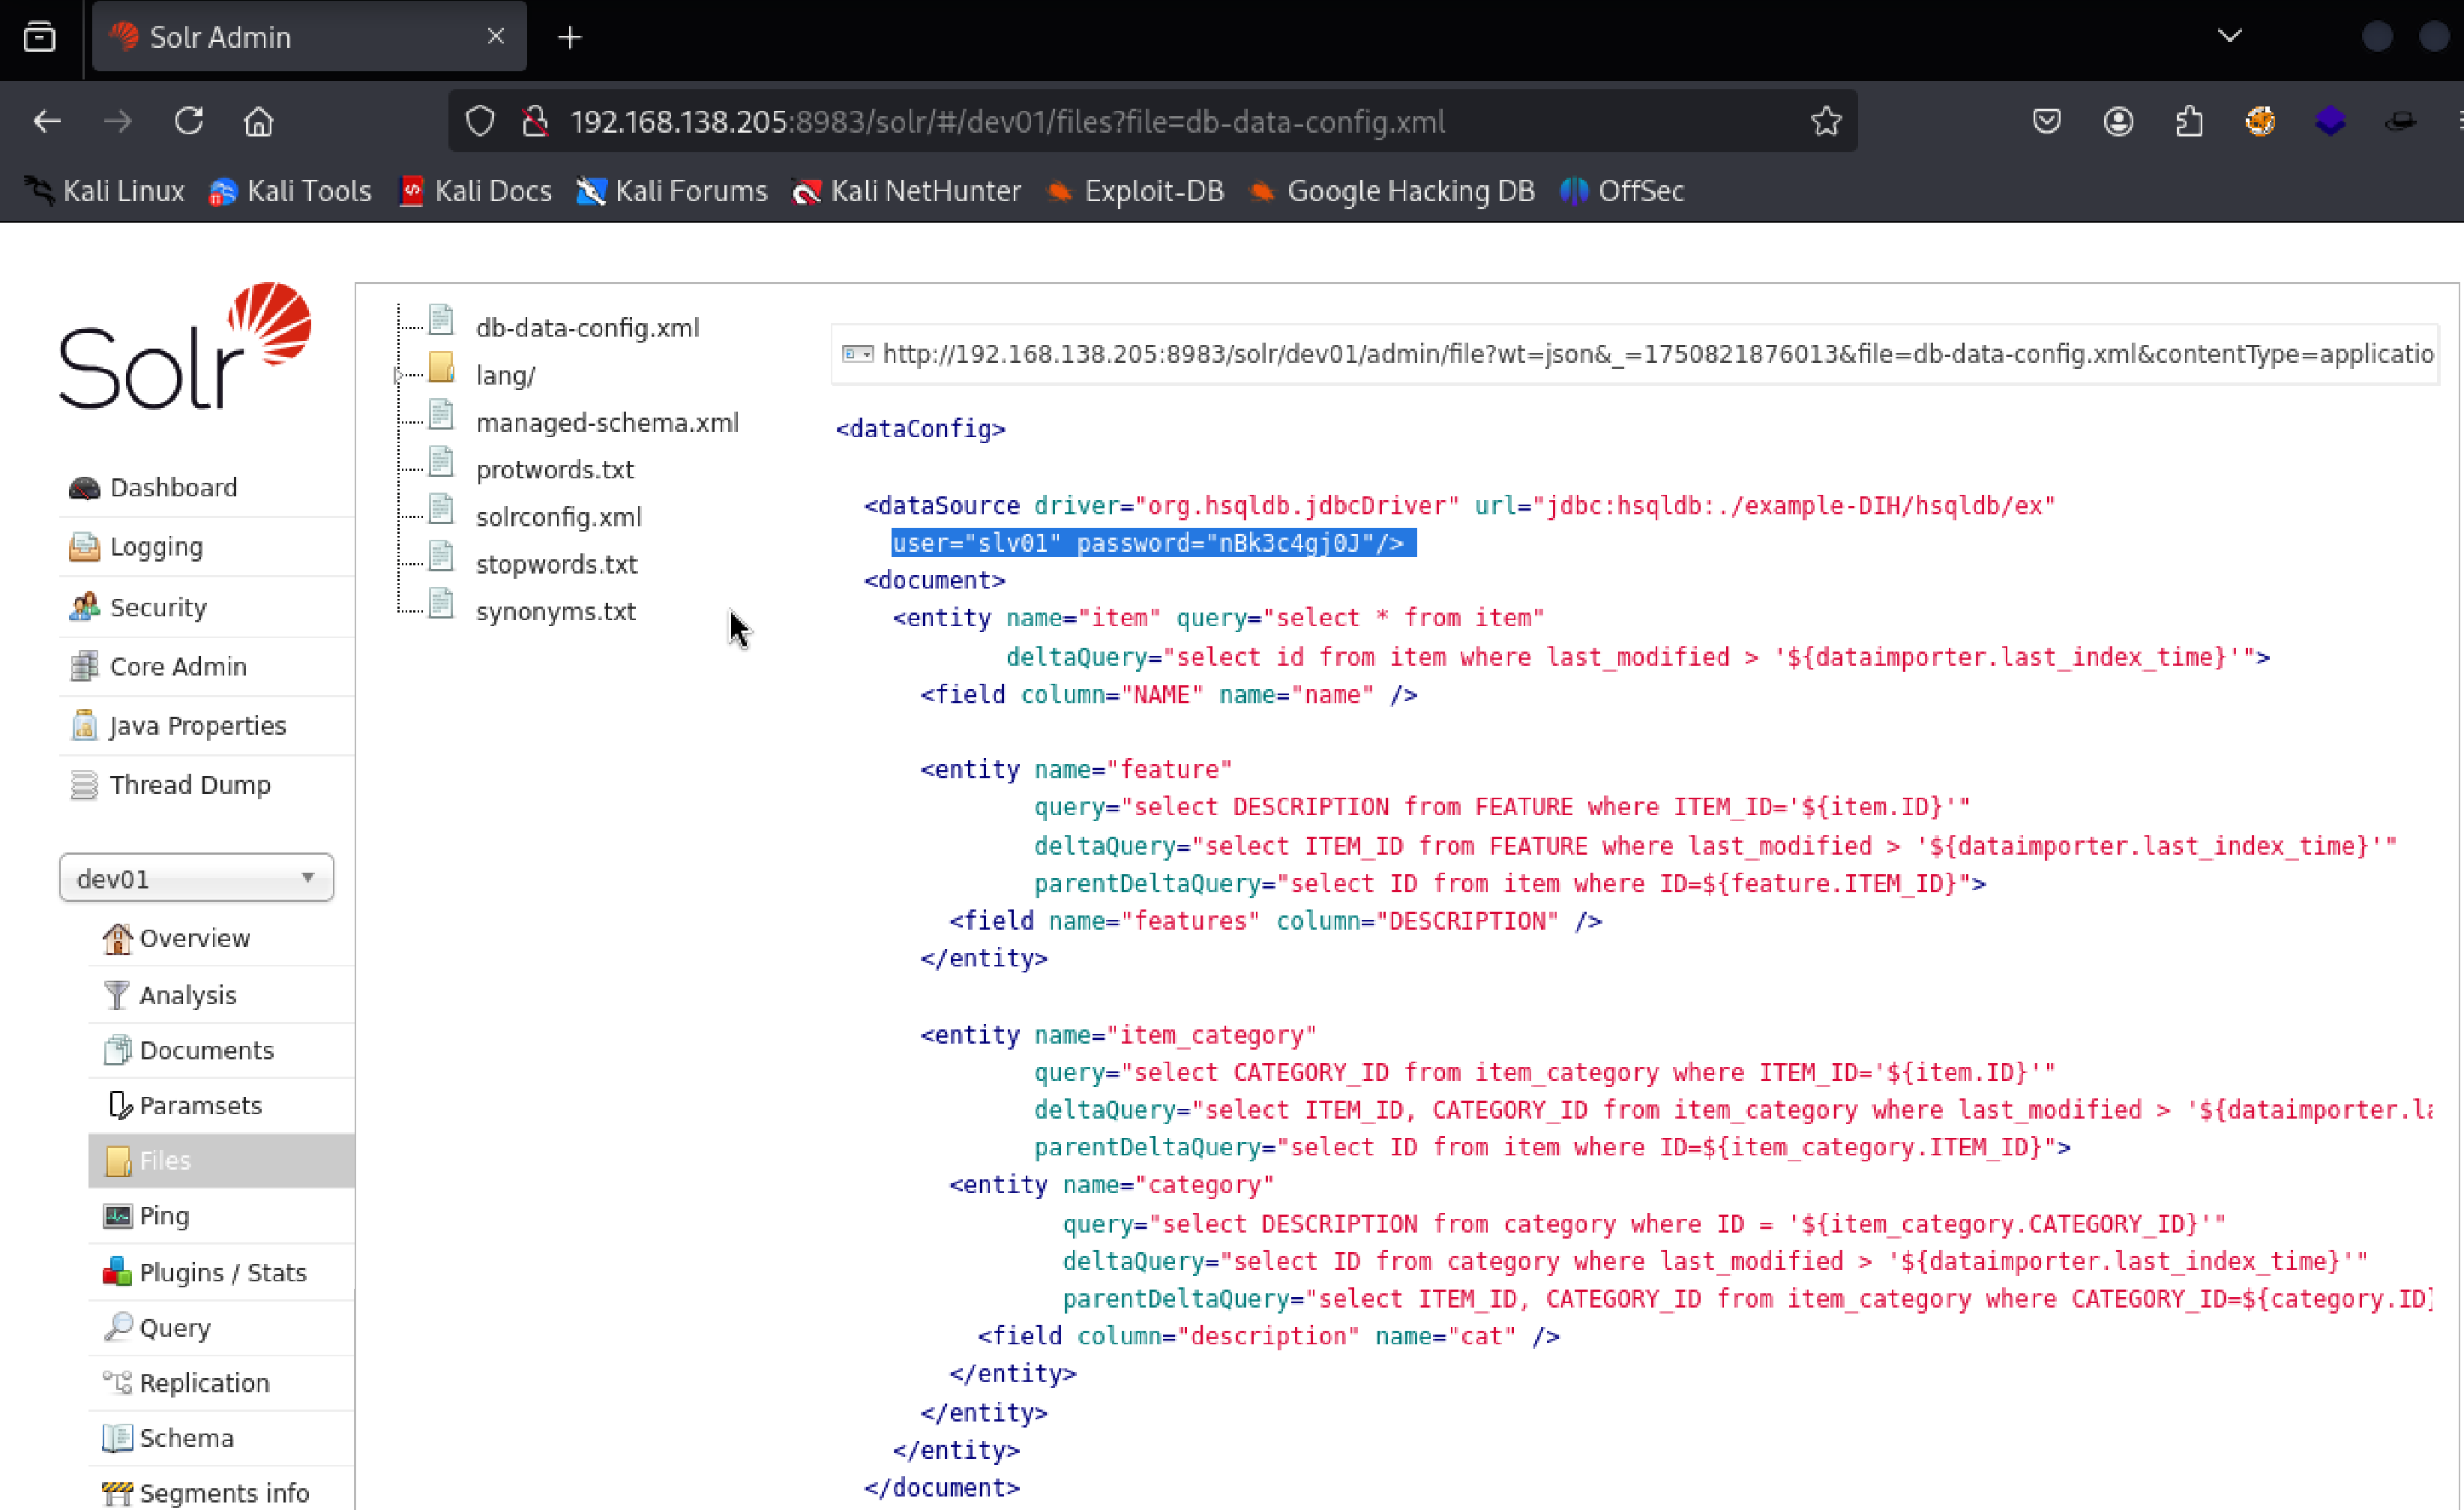 Solr Admin
192.168.138.205:8983/solr/#/dev01/files?file=db-data-config.xml
Kali Linux Kali Tools Kali Docs Kali Forums Kali NetHunter Exploit-DB Google Hacking DB OffSec
Solr
Dashboard
Logging
Security
Core Admin
Java Properties
Thread Dump
dev01
Overview
Analysis
Documents
Paramsets
Files
Ping
Plugins / Stats
Query
Replication
Schema
Segments info
db-data-config.xml
lang/
managed-schema.xml
protwords.txt
solrconfig.xml
stopwords.txt
synonyms.txt
http://192.168.138.205:8983/solr/dev01/admin/file?wt=json&_=1750821876013&file=db-data-config.xml&contentType=applicatio
<dataConfig>
<dataSource driver="org.hsqldb.jdbcDriver" url="jdbc:hsqldb:./example-DIH/hsqldb/ex"
user="slv01" password="nBk3c4gj0J"/>
<document>
<entity name="item" query="select * from item"
deltaQuery="select id from item where last_modified > '${dataimporter.last_index_time}'">
<field column="NAME" name="name" />
<entity name="feature"
query="select DESCRIPTION from FEATURE where ITEM_ID='${item.ID}'"
deltaQuery="select ITEM_ID from FEATURE where last_modified > '${dataimporter.last_index_time}'"
parentDeltaQuery="select ID from item where ID=${feature.ITEM_ID}">
<field name="features" column="DESCRIPTION" />
</entity>
<entity name="item_category"
query="select CATEGORY_ID from item_category where ITEM_ID='${item.ID}'"
deltaQuery="select ITEM_ID, CATEGORY_ID from item_category where last_modified > '${dataimporter.la
parentDeltaQuery="select ID from item where ID=${item_category.ITEM_ID}">
<entity name="category"
query="select DESCRIPTION from category where ID = '${item_category.CATEGORY_ID}'"
deltaQuery="select ID from category where last_modified > '${dataimporter.last_index_time}'"
parentDeltaQuery="select ITEM_ID, CATEGORY_ID from item_category where CATEGORY_ID=${category.ID}
<field column="description" name="cat" />
</entity>
</entity>
</entity>
</document>